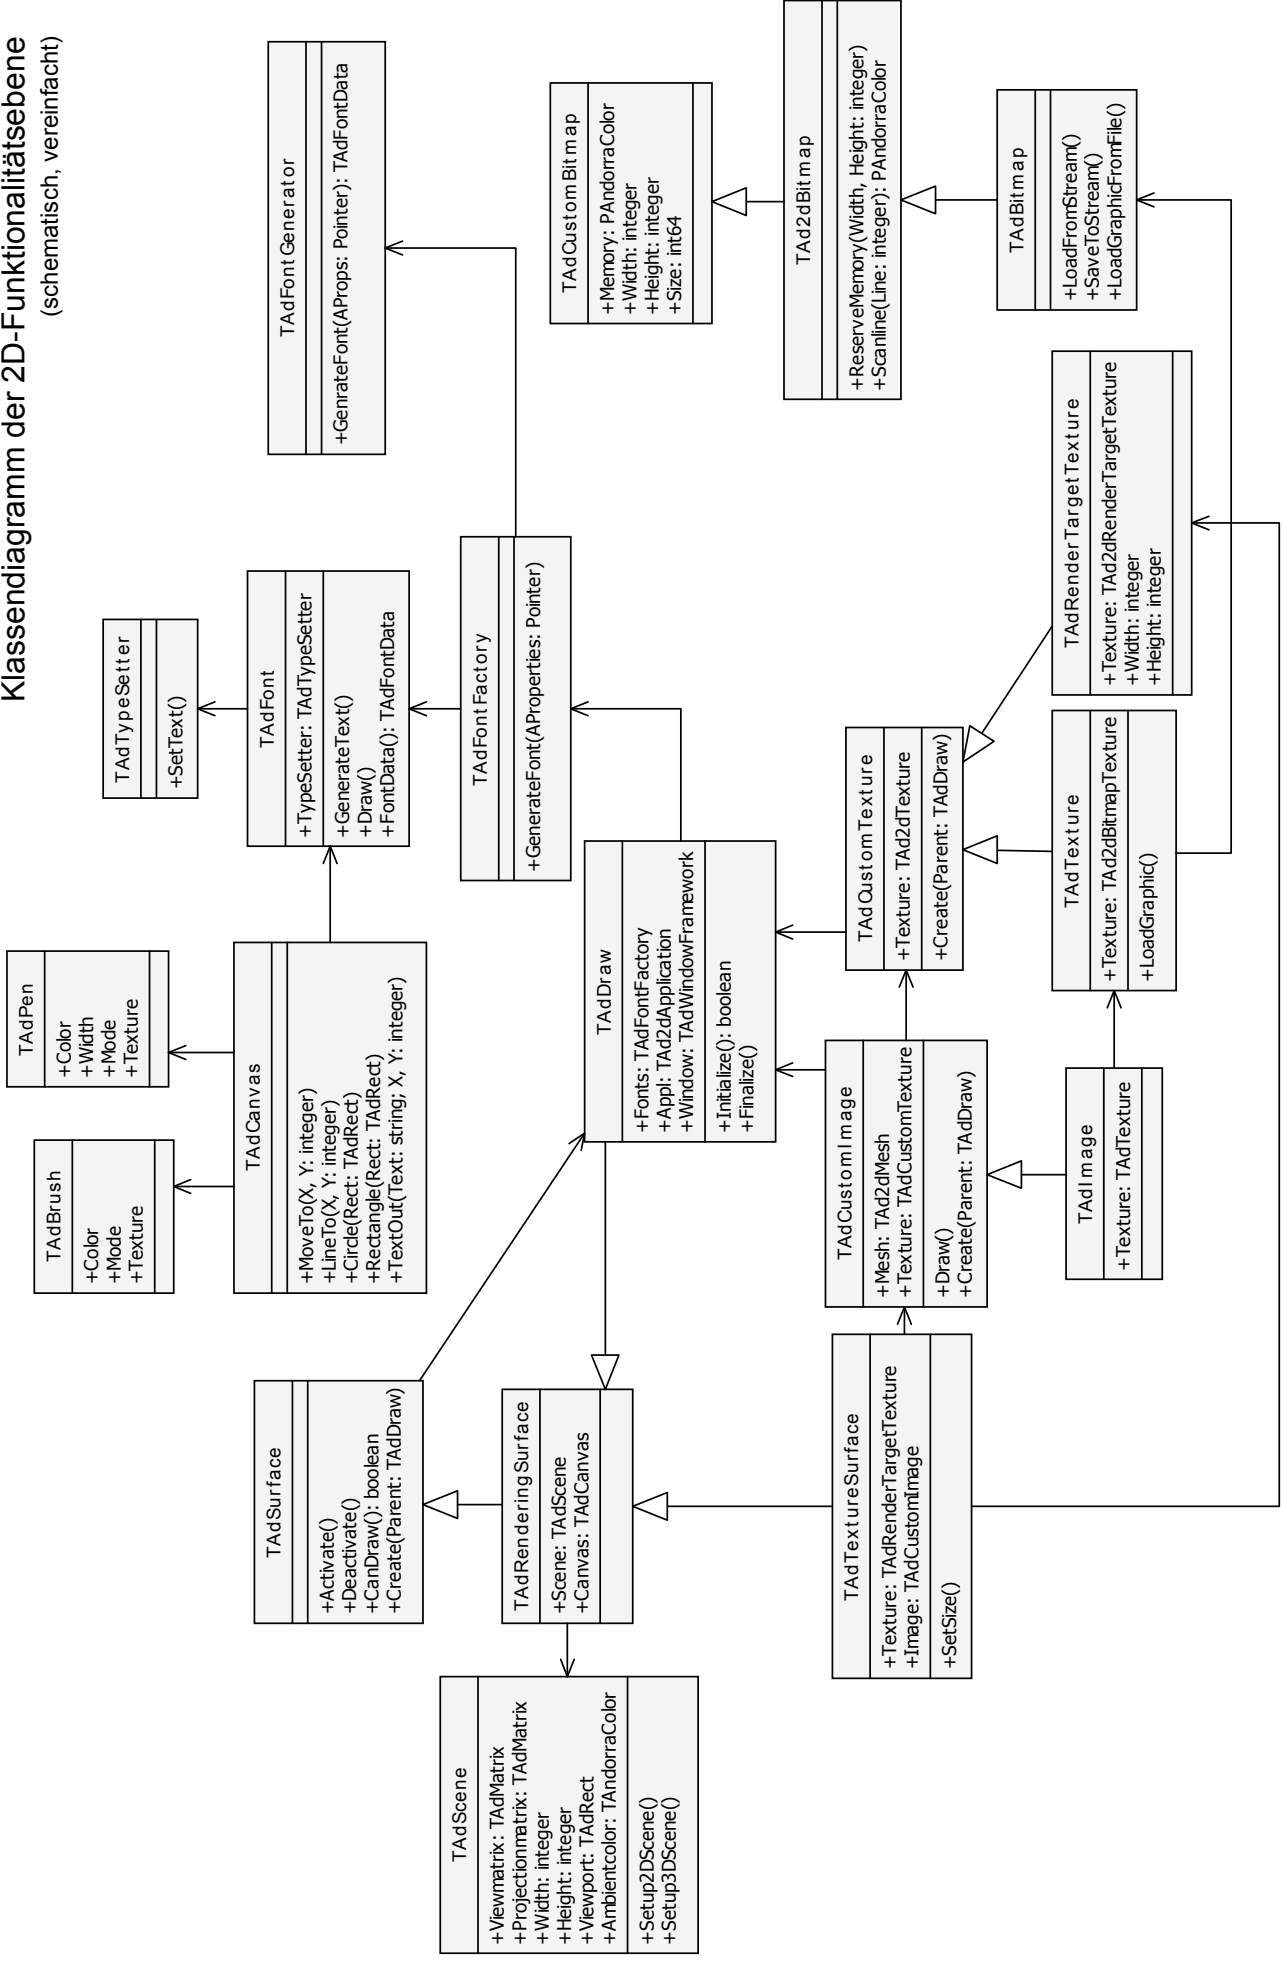 Klassendiagramm der 2D-Funktionalitätsebene
(schematisch, vereinfacht)
TAdBrush
+Color
+Mode
+Texture
TAdPen
+Color
+Width
+Mode
+Texture
TAdTypeSetter
+SetText()
TAdCanvas
+MoveTo(X, Y: integer)
+LineTo(X, Y: integer)
+Circle(Rect: TAdRect)
+Rectangle(Rect: TAdRect)
+TextOut(Text: string; X, Y: integer)
TAdFont
+TypeSetter: TAdTypeSetter
+GenerateText()
+Draw()
+FontData(): TAdFontData
TAdFontGenerator
+GenrateFont(AProps: Pointer): TAdFontData
TAdSurface
+Activate()
+Deactivate()
+CanDraw(): boolean
+Create(Parent: TAdDraw)
TAdFontFactory
+GenerateFont(AProperties: Pointer)
TAdScene
+Viewmatrix: TAdMatrix
+Projectionmatrix: TAdMatrix
+Width: integer
+Height: integer
+Viewport: TAdRect
+Ambientcolor: TAndorraColor
+Setup2DScene()
+Setup3DScene()
TAdRenderingSurface
+Scene: TAdScene
+Canvas: TAdCanvas
TAdDraw
+Fonts: TAdFontFactory
+Appl: TAd2dApplication
+Window: TAdWindowFramework
+Initialize(): boolean
+Finalize()
TAdCustomBitmap
+Memory: PAndorraColor
+Width: integer
+Height: integer
+Size: int64
TAd2dBitmap
+ReserveMemory(Width, Height: integer)
+Scanline(Line: integer): PAndorraColor
TAdTextureSurface
+Texture: TAdRenderTargetTexture
+Image: TAdCustomImage
+SetSize()
TAdCustomImage
+Mesh: TAd2dMesh
+Texture: TAdCustomTexture
+Draw()
+Create(Parent: TAdDraw)
TAdCustomTexture
+Texture: TAd2dTexture
+Create(Parent: TAdDraw)
TAdBitmap
+LoadFromStream()
+SaveToStream()
+LoadGraphicFromFile()
TAdImage
+Texture: TAdTexture
TAdTexture
+Texture: TAd2dBitmapTexture
+LoadGraphic()
TAdRenderTargetTexture
+Texture: TAd2dRenderTargetTexture
+Width: integer
+Height: integer